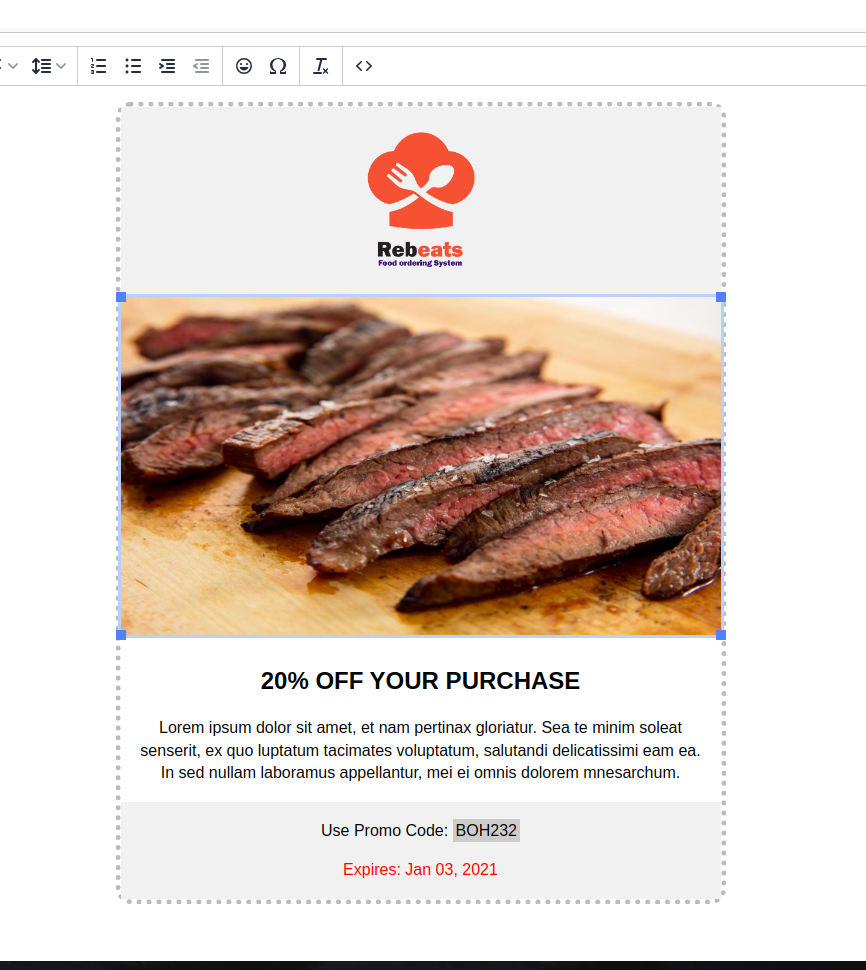 Rebeats
Food ordering System
20% OFF YOUR PURCHASE
Lorem ipsum dolor sit amet, et nam pertinax gloriatur. Sea te minim soleat
senserit, ex quo luptatum tacimates voluptatum, salutandi delicatissimi eam ea.
In sed nullam laboramus appellantur, mei ei omnis dolorem mnesarchum.
Use Promo Code: BOH232
Expires: Jan 03, 2021